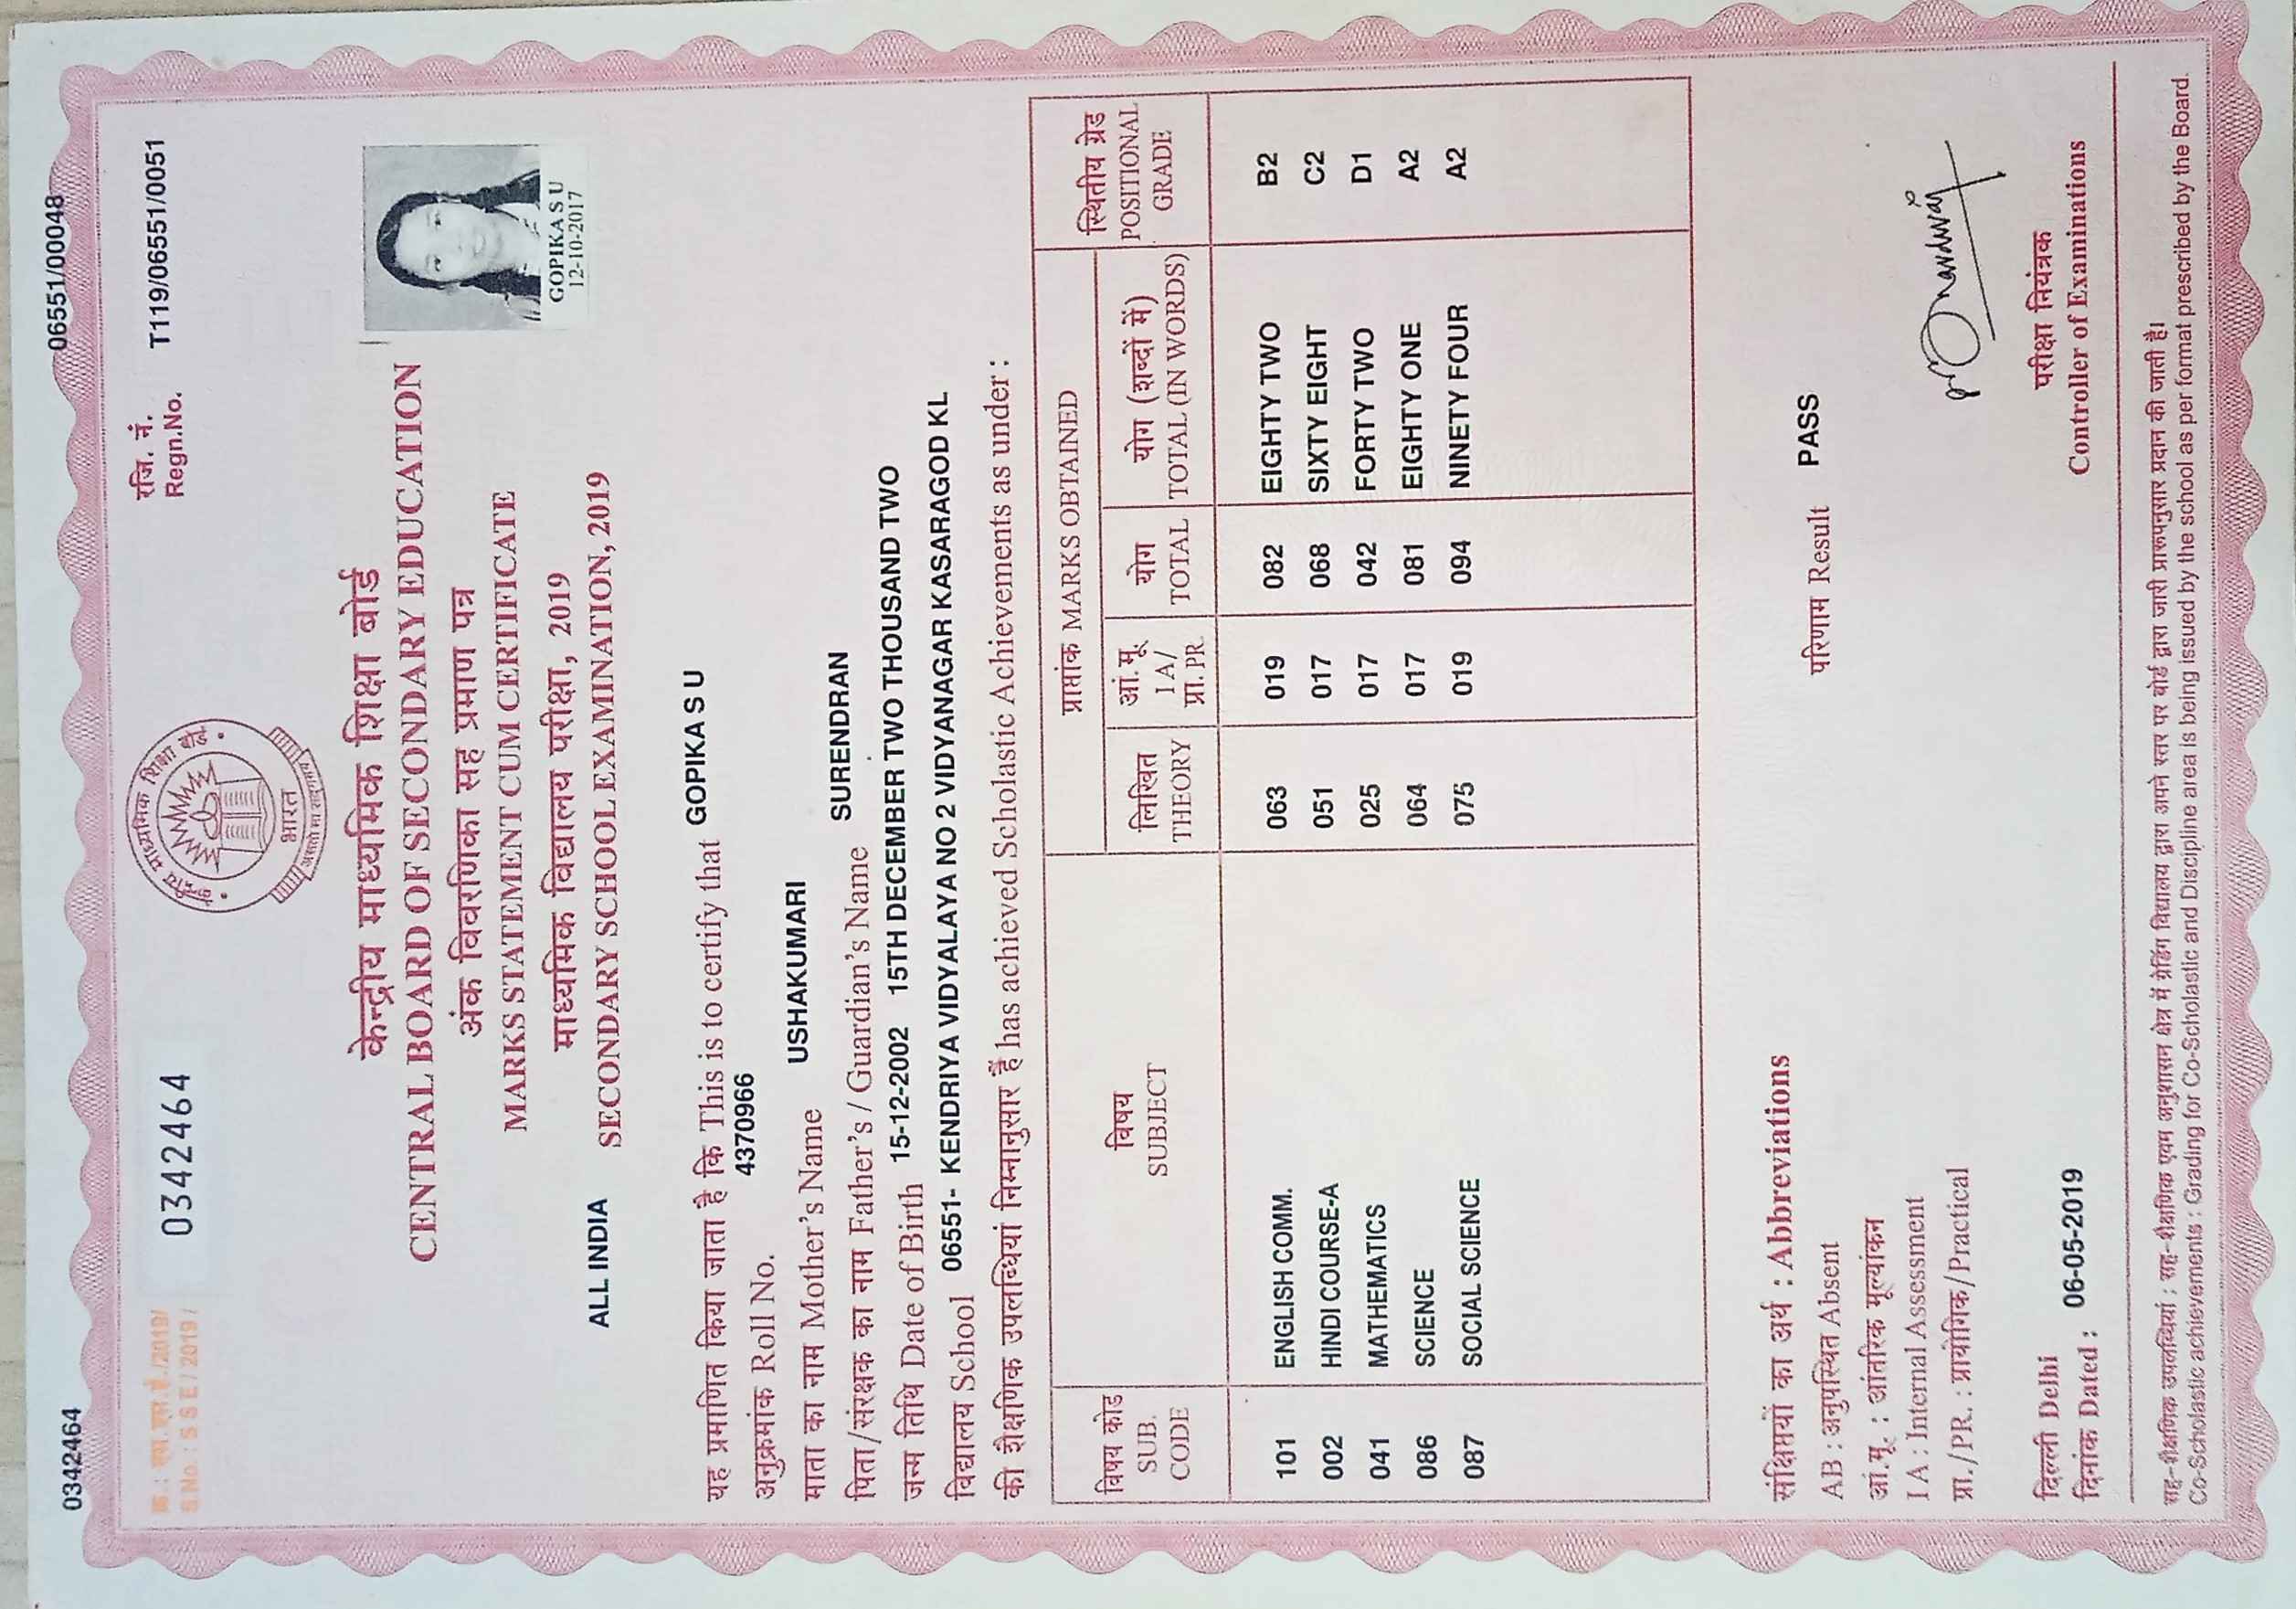 0342464 06551/00048
क्र.: एस.एस.ई./2019/
S.No.: S S E / 2019 / 0342464
रजि. नं.
Regn.No. T119/06551/0051
केन्द्रीय माध्यमिक शिक्षा बोर्ड
भारत
असतो मा सद्गमय
केन्द्रीय माध्यमिक शिक्षा बोर्ड
CENTRAL BOARD OF SECONDARY EDUCATION
अंक विवरणिका सह प्रमाण पत्र
MARKS STATEMENT CUM CERTIFICATE
माध्यमिक विद्यालय परीक्षा, 2019
ALL INDIA SECONDARY SCHOOL EXAMINATION, 2019
GOPIKA S U
12-10-2017
यह प्रमाणित किया जाता है कि This is to certify that GOPIKA S U
अनुक्रमांक Roll No. 4370966
माता का नाम Mother's Name USHAKUMARI
पिता/संरक्षक का नाम Father's / Guardian's Name SURENDRAN
जन्म तिथि Date of Birth 15-12-2002 15TH DECEMBER TWO THOUSAND TWO
विद्यालय School 06551- KENDRIYA VIDYALAYA NO 2 VIDYANAGAR KASARAGOD KL
की शैक्षणिक उपलब्धियां निम्नानुसार हैं has achieved Scholastic Achievements as under :
विषय कोड SUB. CODE विषय SUBJECT प्राप्तांक MARKS OBTAINED स्थितीय ग्रेड POSITIONAL GRADE
लिखित THEORY आं.मू. I A/ प्रा. PR योग TOTAL योग (शब्दों में) TOTAL (IN WORDS)
101 ENGLISH COMM. 063 019 082 EIGHTY TWO B2
002 HINDI COURSE-A 051 017 068 SIXTY EIGHT C2
041 MATHEMATICS 025 017 042 FORTY TWO D1
086 SCIENCE 064 017 081 EIGHTY ONE A2
087 SOCIAL SCIENCE 075 019 094 NINETY FOUR A2
संक्षिप्तियों का अर्थ : Abbreviations
AB : अनुपस्थित Absent परिणाम Result PASS
आं.मू. : आंतरिक मूल्यांकन
I A : Internal Assessment
प्रा./PR. : प्रायोगिक/Practical
दिल्ली Delhi परीक्षा नियंत्रक
दिनांक Dated : 06-05-2019 Controller of Examinations
सह-शैक्षणिक उपलब्धियां : सह-शैक्षणिक एवम अनुशासन क्षेत्र में ग्रेडिंग विद्यालय द्वारा अपने स्तर पर बोर्ड द्वारा जारी प्रारूपनुसार प्रदान की जाती है।
Co-Scholastic achievements : Grading for Co-Scholastic and Discipline area is being issued by the school as per format prescribed by the Board.